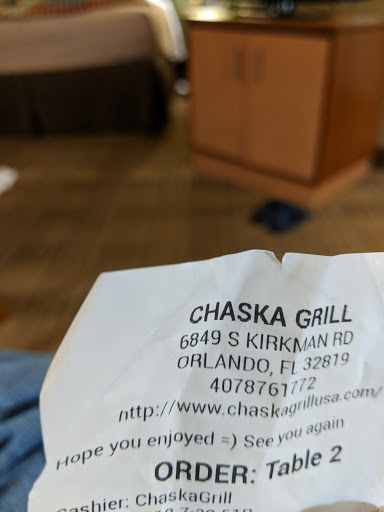 CHASKA GRILL
6849 S KIRKMAN RD
ORLANDO, FL 32819
4078761772
http://www.chaskagrillusa.com/
Hope you enjoyed =) See you again
ORDER: Table 2
Cashier: ChaskaGrill